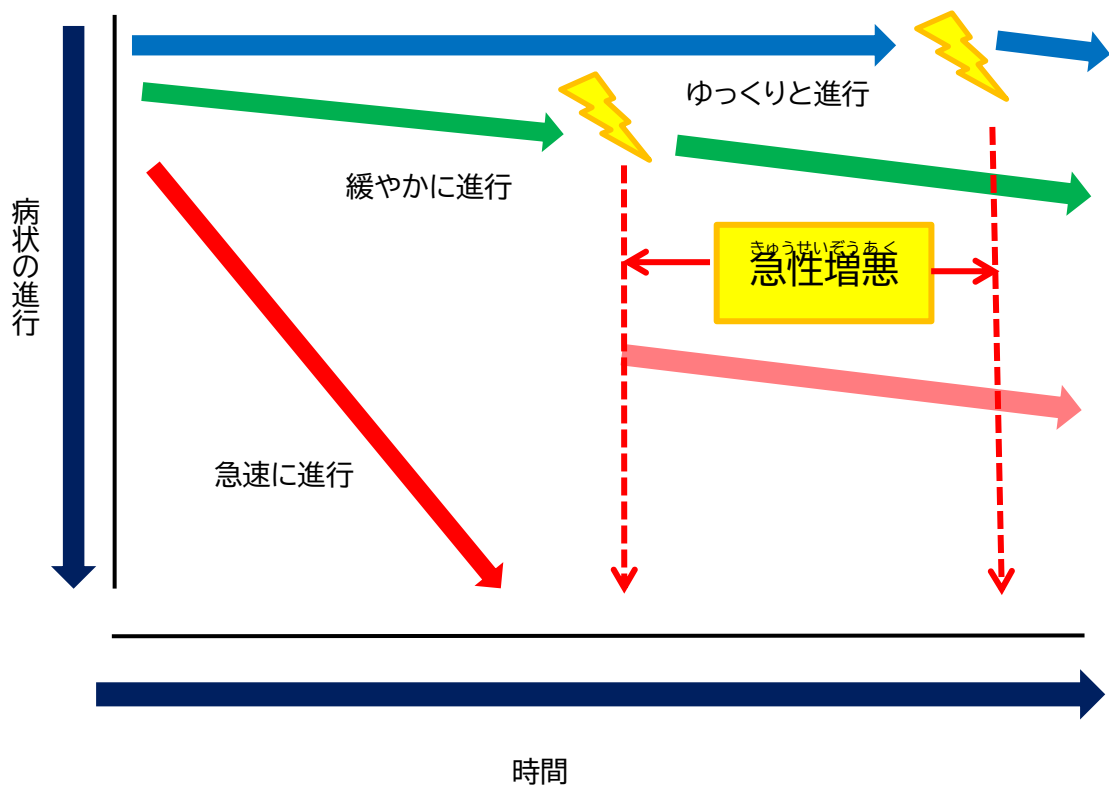 ゆっくりと進行
緩やかに進行
病状の進行
きゅうせいぞうあく
急性増悪
急速に進行
時間